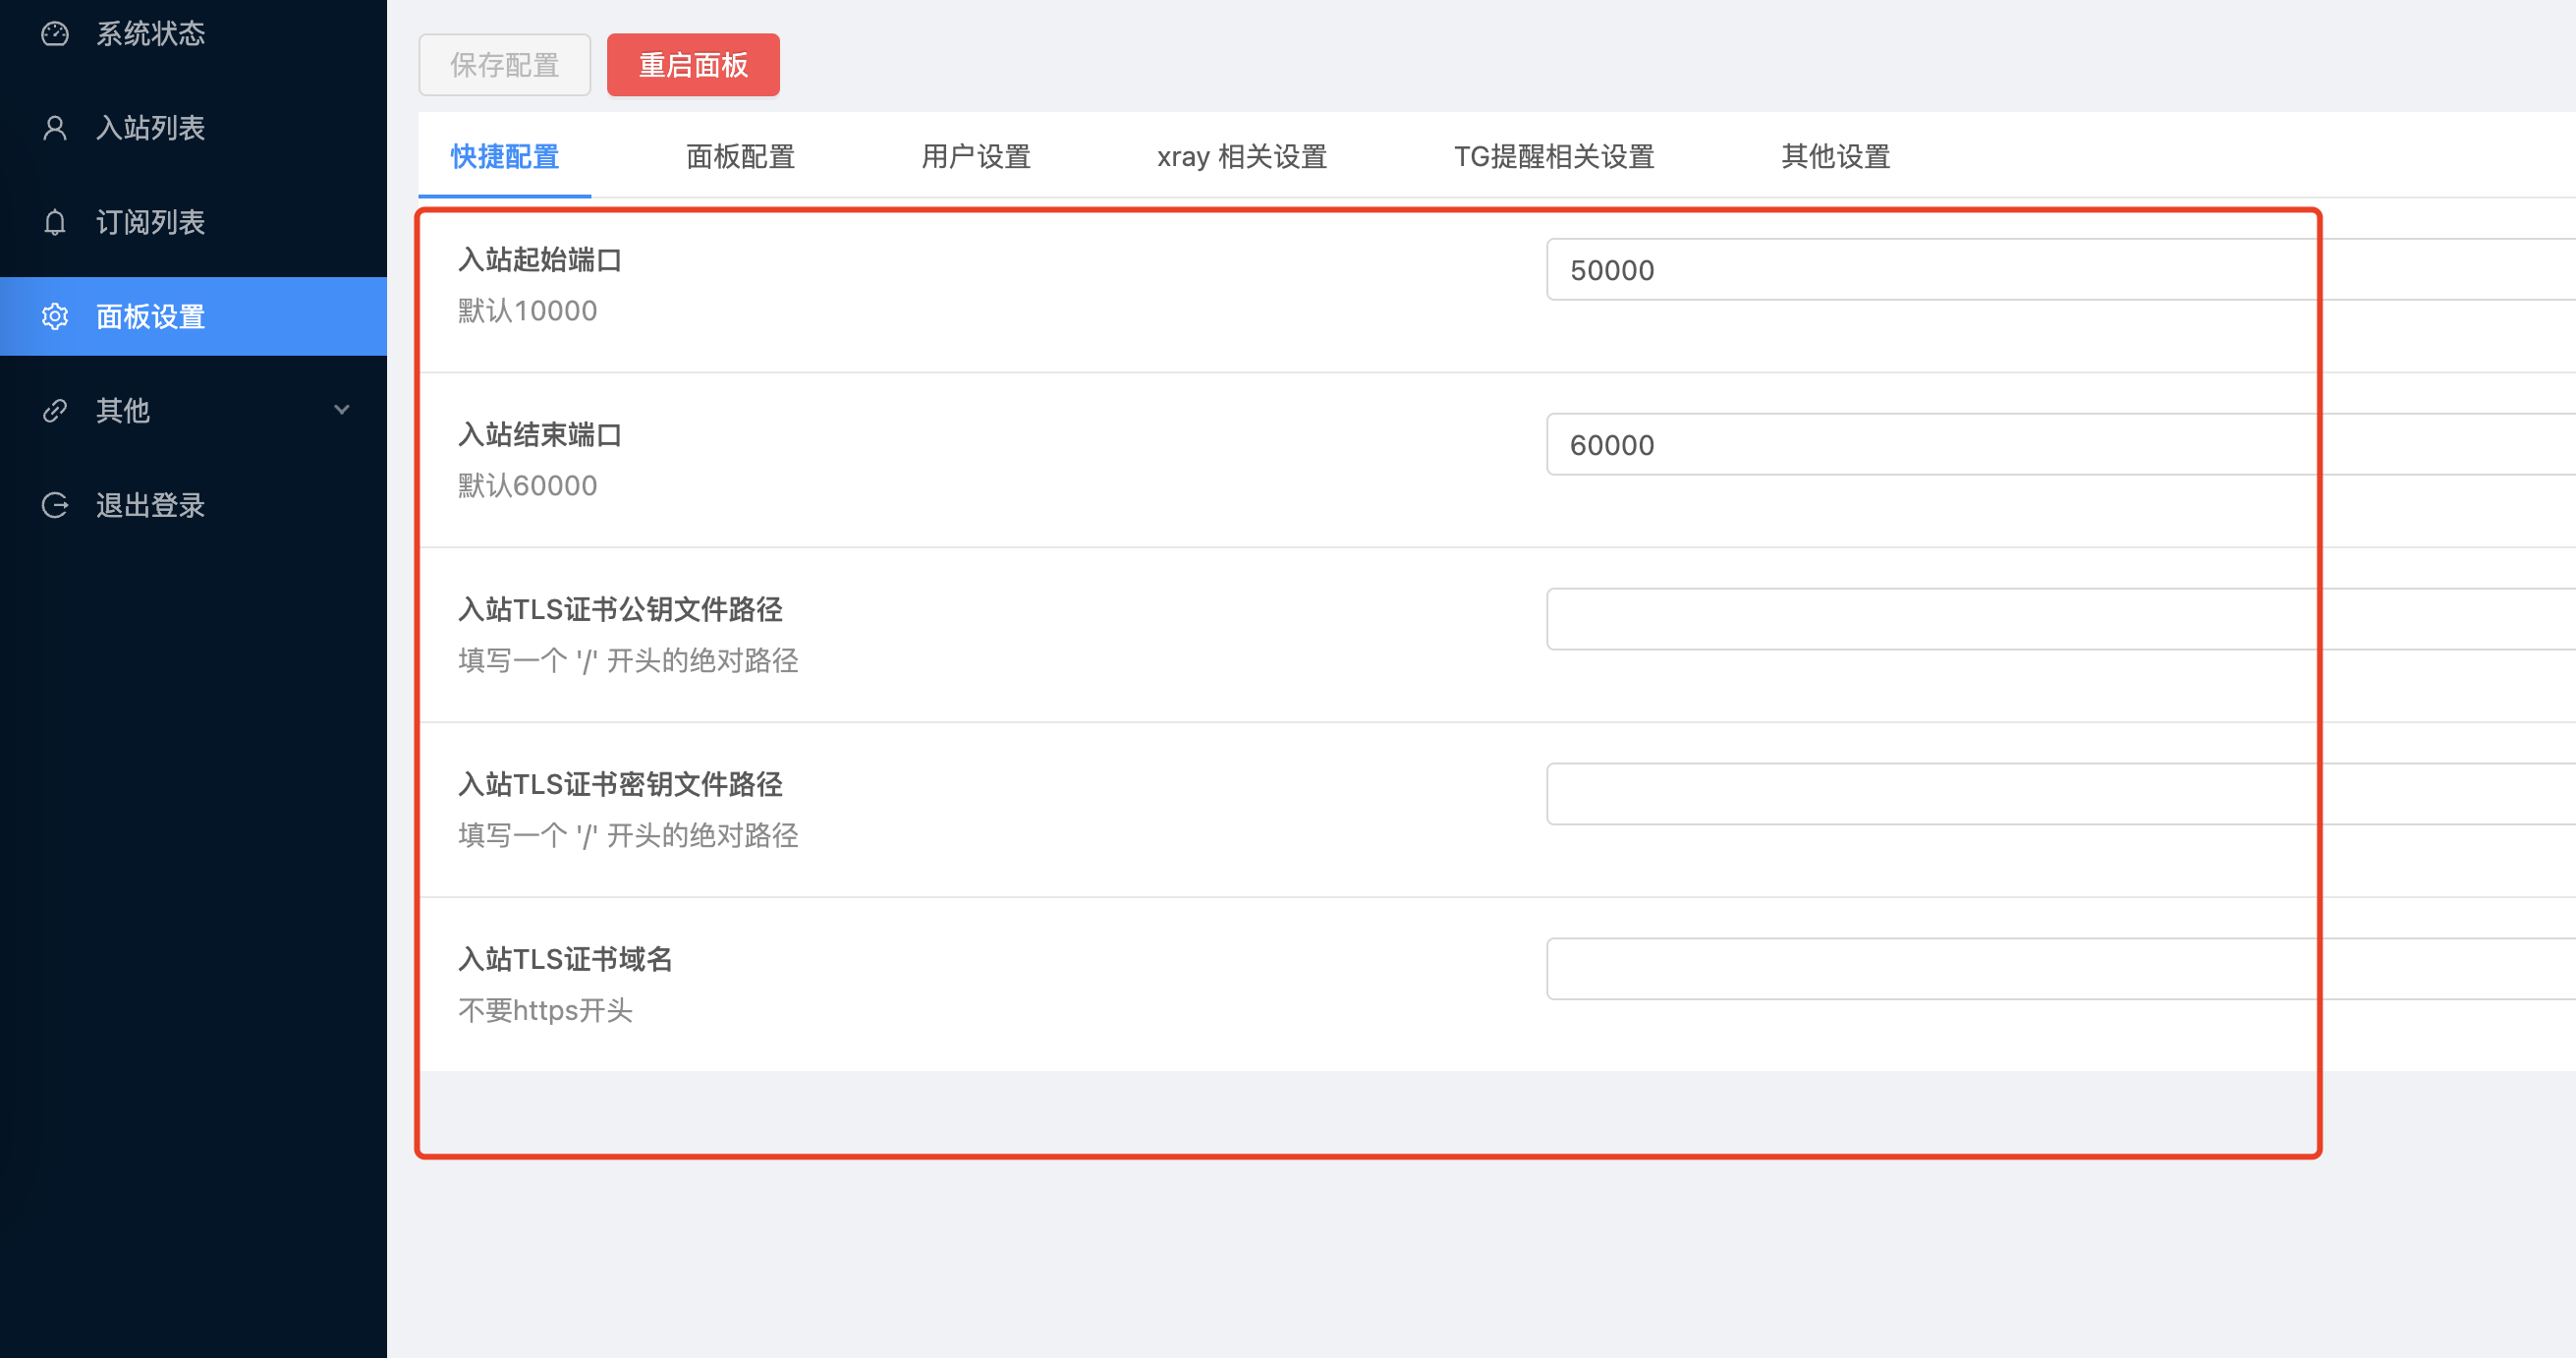 系统状态
入站列表
订阅列表
面板设置
其他
退出登录
保存配置
重启面板
快捷配置
面板配置
用户设置
xray 相关设置
TG提醒相关设置
其他设置
入站起始端口
默认10000
50000
入站结束端口
默认60000
60000
入站TLS证书公钥文件路径
填写一个 '/' 开头的绝对路径
入站TLS证书密钥文件路径
填写一个 '/' 开头的绝对路径
入站TLS证书域名
不要https开头